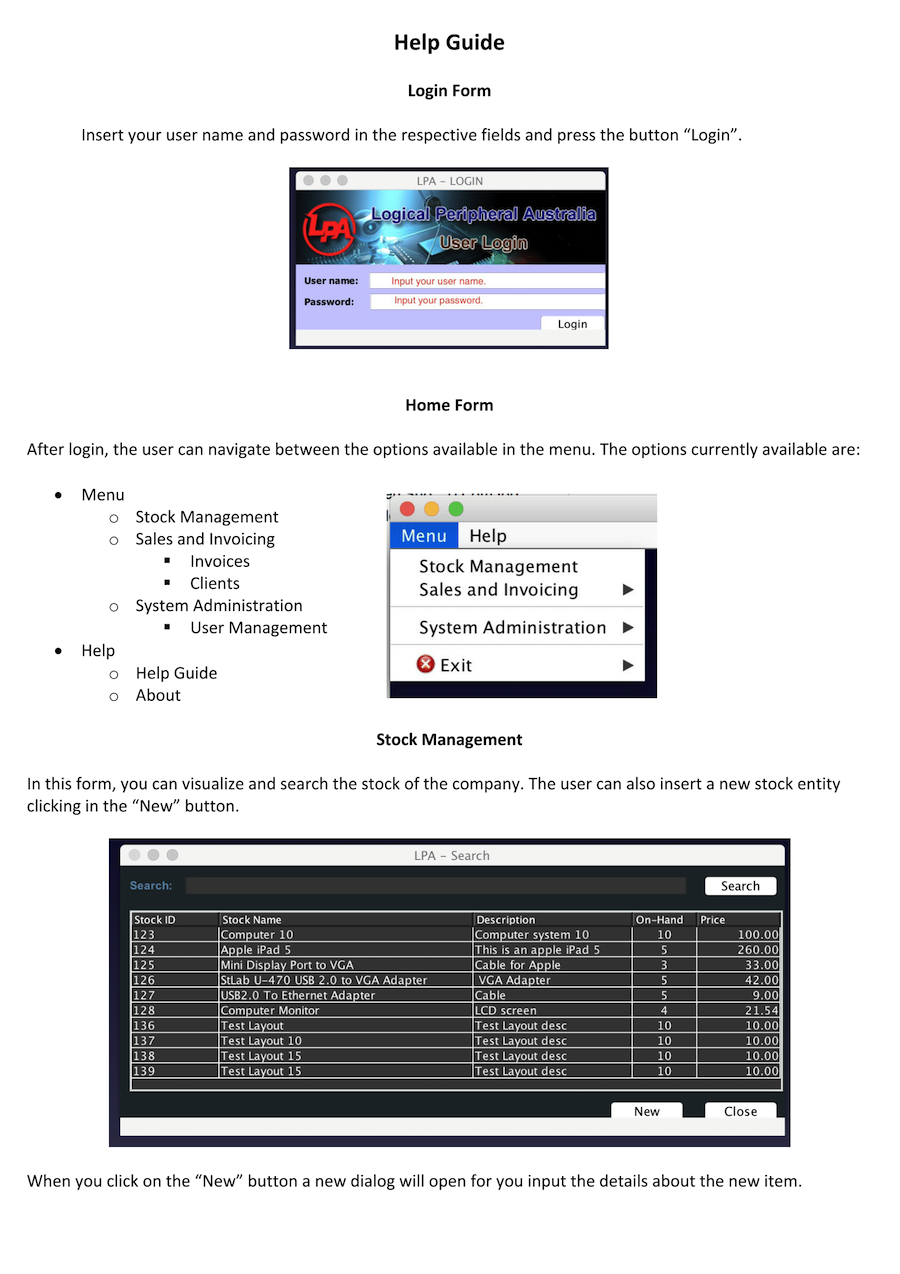 Help Guide
Login Form
Insert your user name and password in the respective fields and press the button “Login”.
LPA – LOGIN
LPA
Logical Peripheral Australia
User Login
User name: Input your user name.
Password: Input your password.
Login
Home Form
After login, the user can navigate between the options available in the menu. The options currently available are:
• Menu
o Stock Management
o Sales and Invoicing
▪ Invoices
▪ Clients
o System Administration
▪ User Management
• Help
o Help Guide
o About
Menu Help
Stock Management
Sales and Invoicing ▶
System Administration ▶
Exit ▶
Stock Management
In this form, you can visualize and search the stock of the company. The user can also insert a new stock entity
clicking in the “New” button.
LPA – Search
Search: Search
Stock ID Stock Name Description On–Hand Price
123 Computer 10 Computer system 10 10 100.00
124 Apple iPad 5 This is an apple iPad 5 5 260.00
125 Mini Display Port to VGA Cable for Apple 3 33.00
126 StLab U–470 USB 2.0 to VGA Adapter VGA Adapter 5 42.00
127 USB2.0 To Ethernet Adapter Cable 5 9.00
128 Computer Monitor LCD screen 4 21.54
136 Test Layout Test Layout desc 10 10.00
137 Test Layout 10 Test Layout desc 10 10.00
138 Test Layout 15 Test Layout desc 10 10.00
139 Test Layout 15 Test Layout desc 10 10.00
New Close
When you click on the “New” button a new dialog will open for you input the details about the new item.